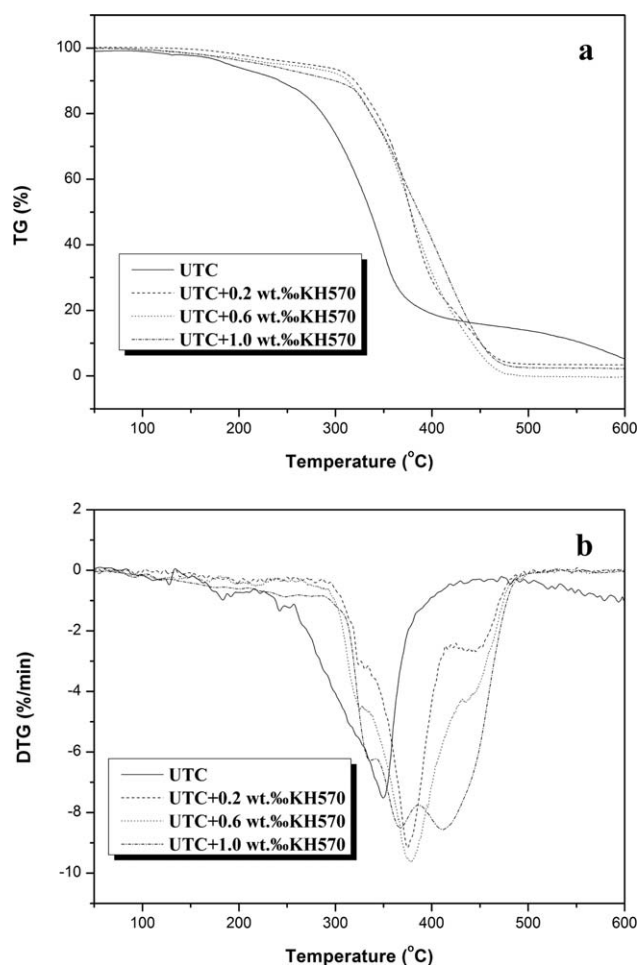 a
100
80
60
40
20
0
TG (%)
UTC
UTC+0.2 wt.‰KH570
UTC+0.6 wt.‰KH570
UTC+1.0 wt.‰KH570
100 200 300 400 500 600
Temperature (°C)
b
2
0
-2
-4
-6
-8
-10
DTG (%/min)
UTC
UTC+0.2 wt.‰KH570
UTC+0.6 wt.‰KH570
UTC+1.0 wt.‰KH570
100 200 300 400 500 600
Temperature (°C)